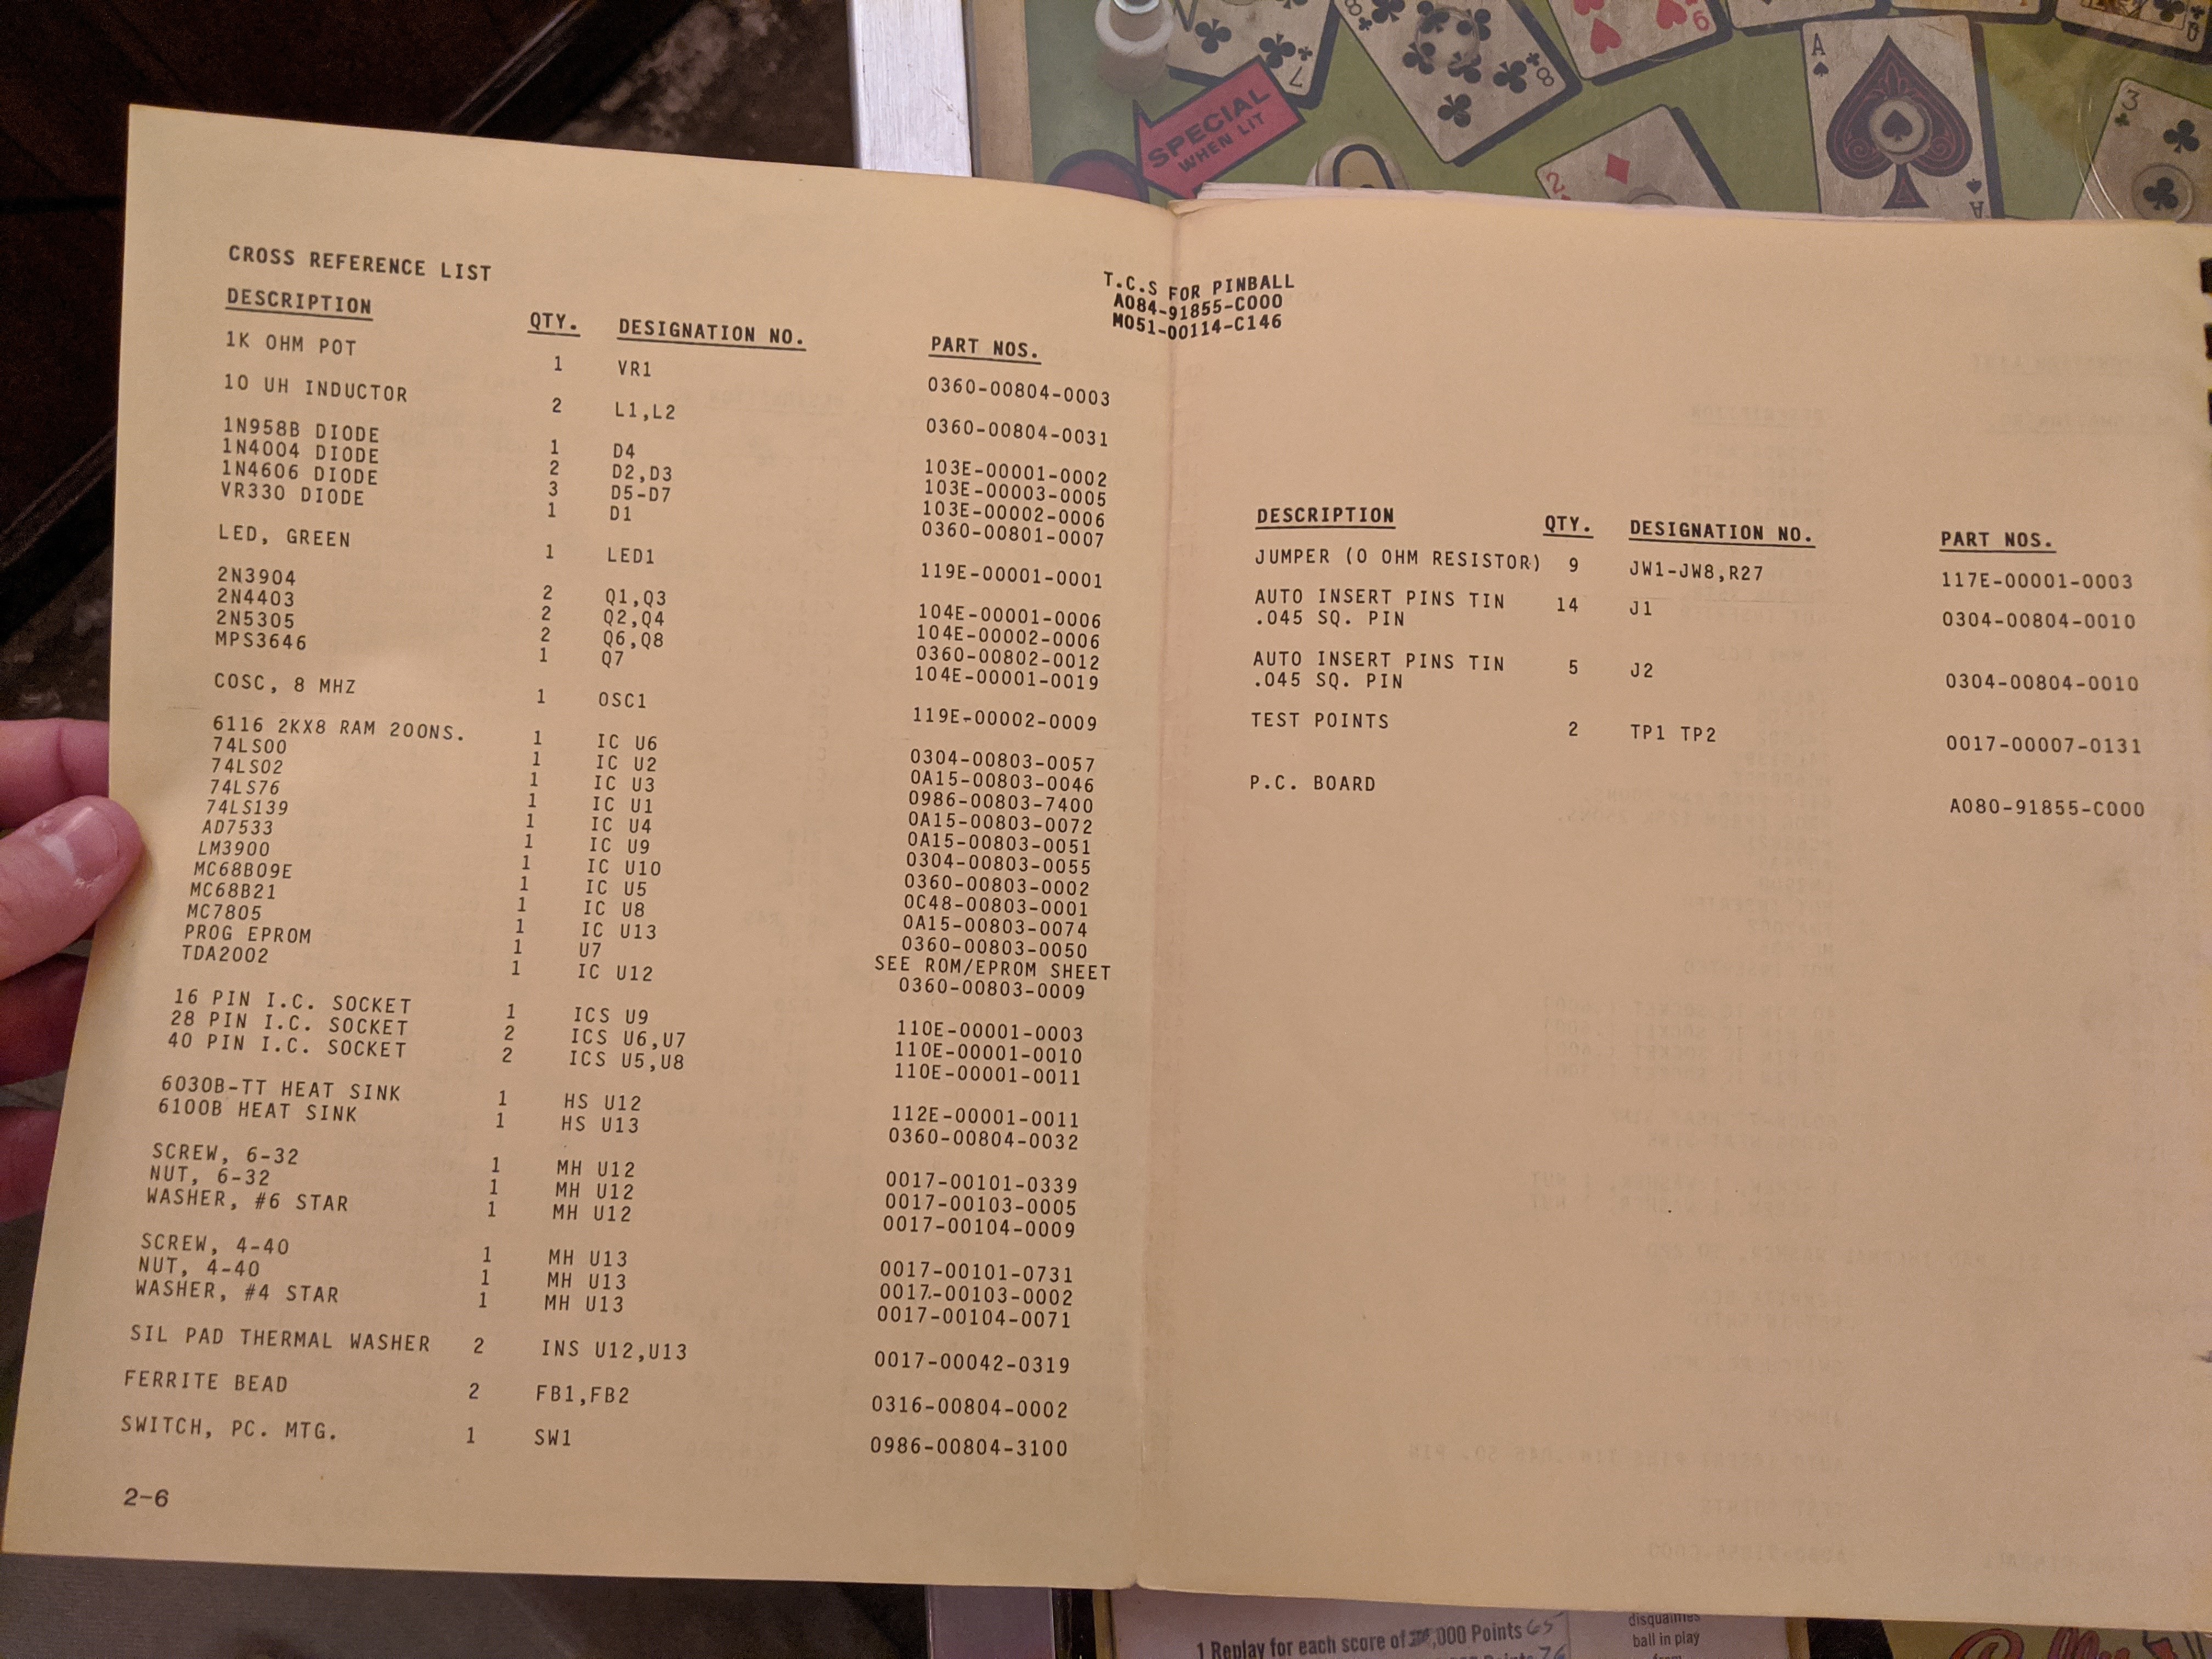 SPECIAL
WHEN LIT
7
8
8
6
A
A
2
3
CROSS REFERENCE LIST
T.C.S FOR PINBALL
A084-91855-C000
M051-00114-C146
DESCRIPTION QTY. DESIGNATION NO. PART NOS.
1K OHM POT 1 VR1 0360-00804-0003
10 UH INDUCTOR 2 L1,L2 0360-00804-0031
1N958B DIODE 1 D4 103E-00001-0002
1N4004 DIODE 2 D2,D3 103E-00003-0005
1N4606 DIODE 3 D5-D7 103E-00002-0006
VR330 DIODE 1 D1 0360-00801-0007
LED, GREEN 1 LED1 119E-00001-0001
2N3904 2 Q1,Q3 104E-00001-0006
2N4403 2 Q2,Q4 104E-00002-0006
2N5305 2 Q6,Q8 0360-00802-0012
MPS3646 1 Q7 104E-00001-0019
COSC, 8 MHZ 1 OSC1 119E-00002-0009
6116 2KX8 RAM 200NS. 1 IC U6 0304-00803-0057
74LS00 1 IC U2 0A15-00803-0046
74LS02 1 IC U3 0986-00803-7400
74LS76 1 IC U1 0A15-00803-0072
74LS139 1 IC U4 0A15-00803-0051
AD7533 1 IC U9 0304-00803-0055
LM3900 1 IC U10 0360-00803-0002
MC68B09E 1 IC U5 0C48-00803-0001
MC68B21 1 IC U8 0A15-00803-0074
MC7805 1 IC U13 0360-00803-0050
PROG EPROM 1 U7 SEE ROM/EPROM SHEET
TDA2002 1 IC U12 0360-00803-0009
16 PIN I.C. SOCKET 1 ICS U9 110E-00001-0003
28 PIN I.C. SOCKET 2 ICS U6,U7 110E-00001-0010
40 PIN I.C. SOCKET 2 ICS U5,U8 110E-00001-0011
6030B-TT HEAT SINK 1 HS U12 112E-00001-0011
6100B HEAT SINK 1 HS U13 0360-00804-0032
SCREW, 6-32 1 MH U12 0017-00101-0339
NUT, 6-32 1 MH U12 0017-00103-0005
WASHER, #6 STAR 1 MH U12 0017-00104-0009
SCREW, 4-40 1 MH U13 0017-00101-0731
NUT, 4-40 1 MH U13 0017-00103-0002
WASHER, #4 STAR 1 MH U13 0017-00104-0071
SIL PAD THERMAL WASHER 2 INS U12,U13 0017-00042-0319
FERRITE BEAD 2 FB1,FB2 0316-00804-0002
SWITCH, PC. MTG. 1 SW1 0986-00804-3100
2-6
DESCRIPTION QTY. DESIGNATION NO. PART NOS.
JUMPER (0 OHM RESISTOR) 9 JW1-JW8,R27 117E-00001-0003
AUTO INSERT PINS TIN 14 J1 0304-00804-0010
.045 SQ. PIN
AUTO INSERT PINS TIN 5 J2 0304-00804-0010
.045 SQ. PIN
TEST POINTS 2 TP1 TP2 0017-00007-0131
P.C. BOARD A080-91855-C000
1 Replay for each score of ,000 Points 65
disqualifies
ball in play